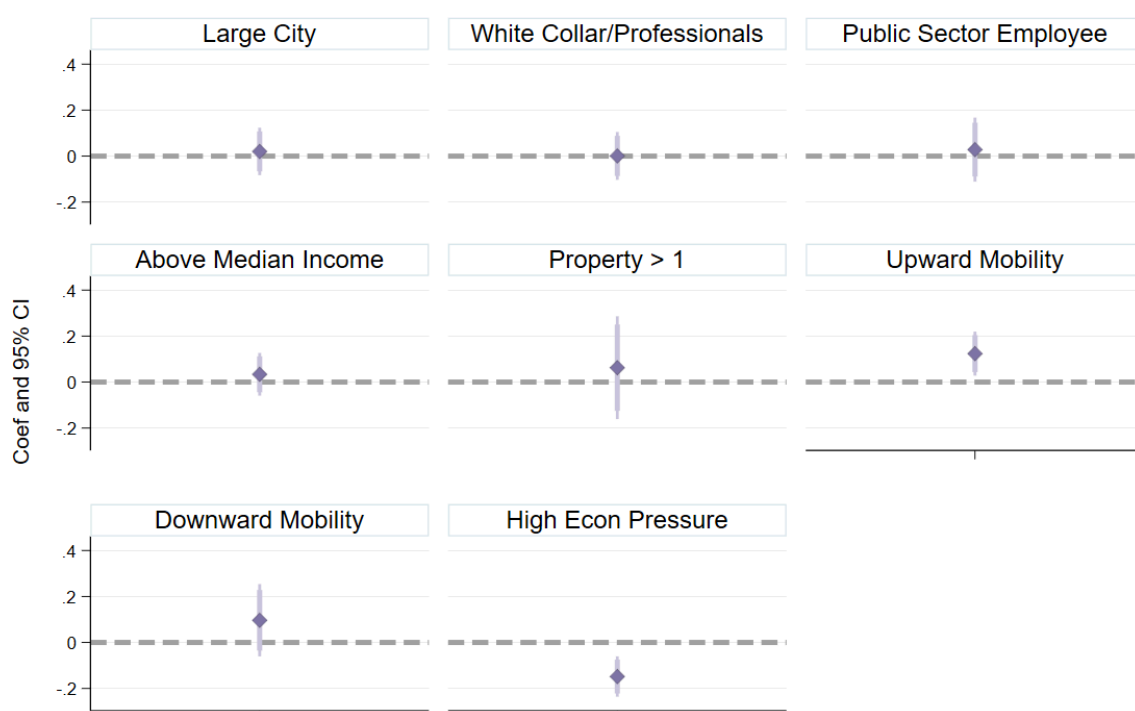 Large City
White Collar/Professionals
Public Sector Employee
.4
.2
0
-.2
Above Median Income
Property > 1
Upward Mobility
.4
.2
0
-.2
Coef and 95% CI
Downward Mobility
High Econ Pressure
.4
.2
0
-.2